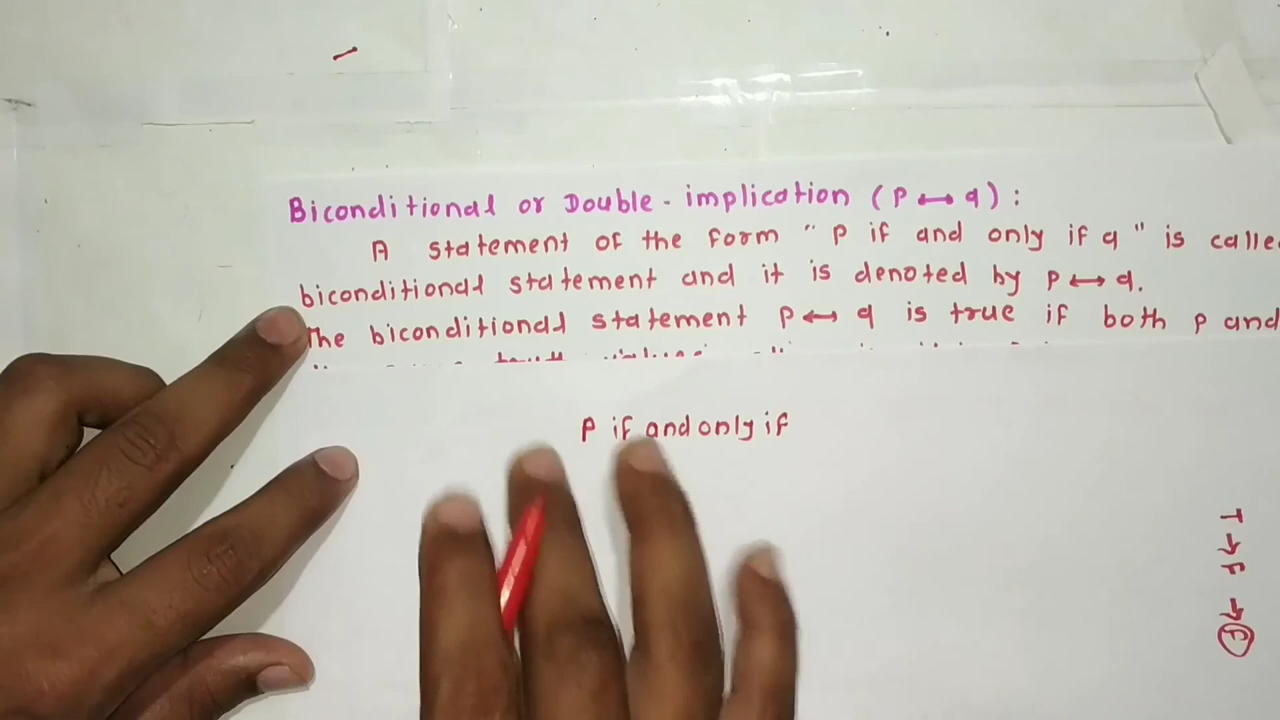 Biconditional or Double-implication (P ↔ q):
A statement of the form "P if and only if q" is calle
biconditional statement and it is denoted by P ↔ q.
The biconditional statement P ↔ q is true if both p and
P if and only if
T → F → F